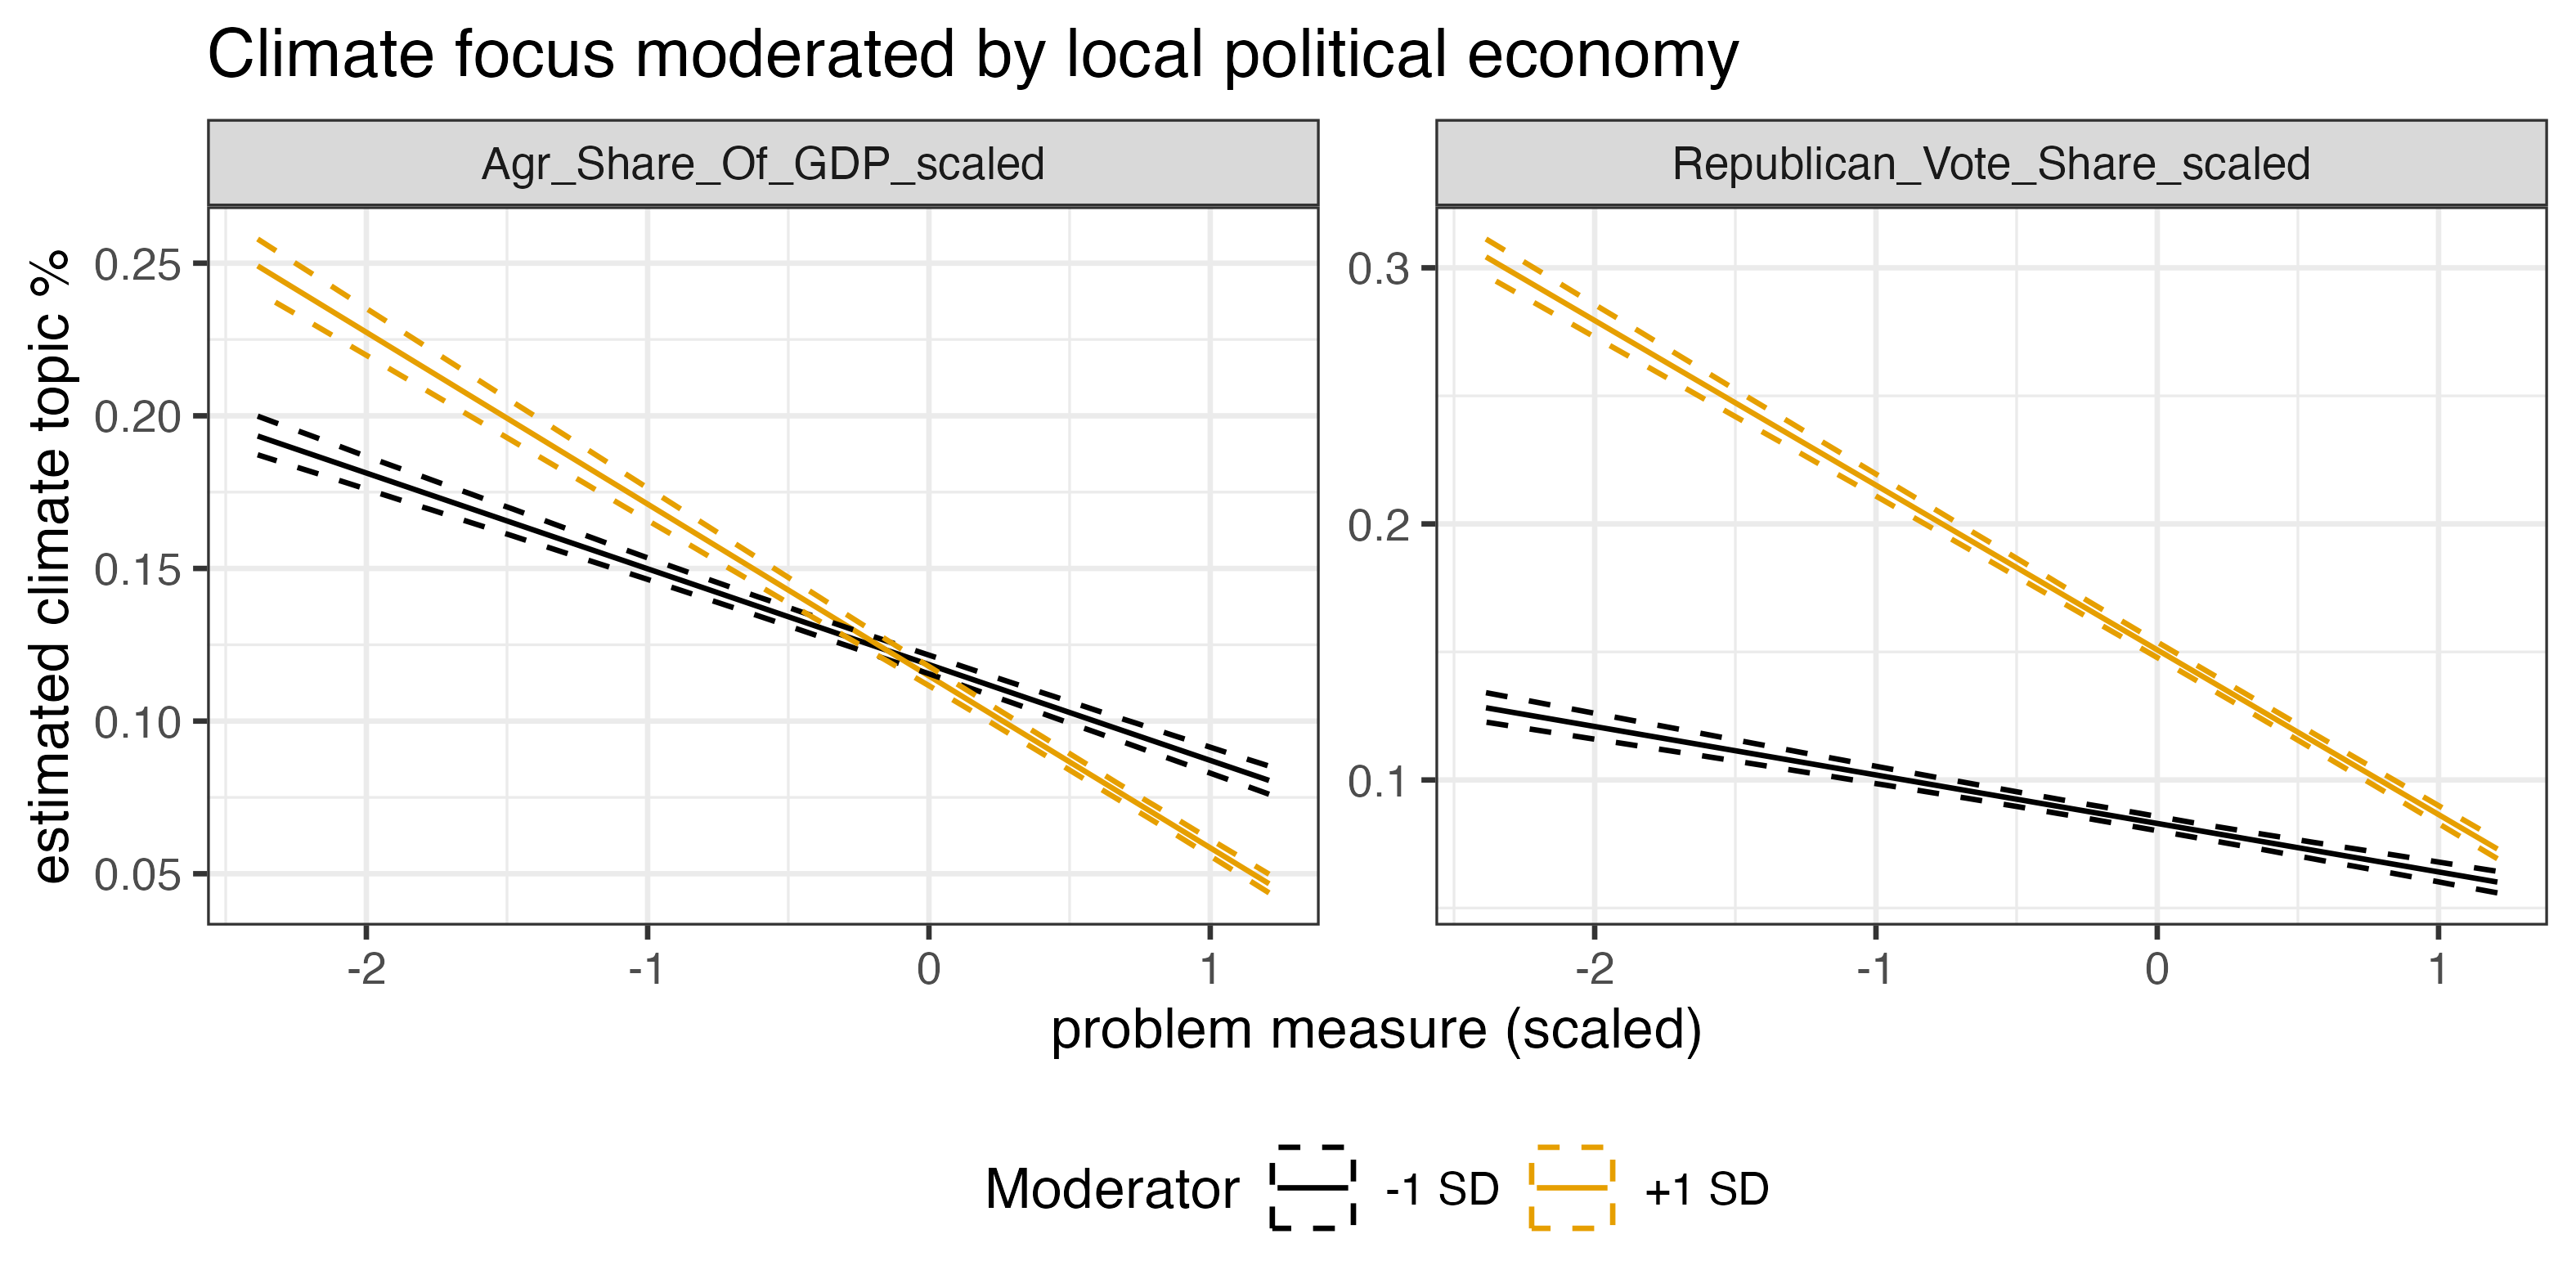 Climate focus moderated by local political economy
Agr_Share_Of_GDP_scaled
Republican_Vote_Share_scaled
estimated climate topic %
0.25
0.20
0.15
0.10
0.05
0.3
0.2
0.1
-2 -1 0 1
-2 -1 0 1
problem measure (scaled)
Moderator -1 SD +1 SD